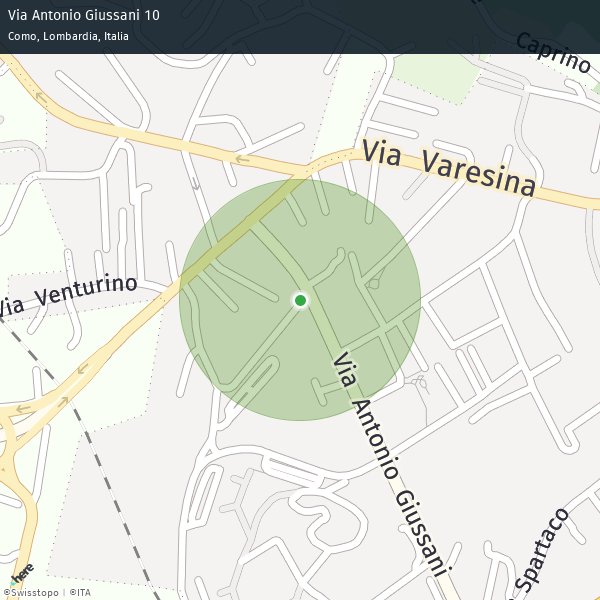 Via Antonio Giussani 10
Como, Lombardia, Italia
Caprino
Via Varesina
Via Venturino
Via Antonio Giussani
Spartaco
here
©Swisstopo | ©ITA